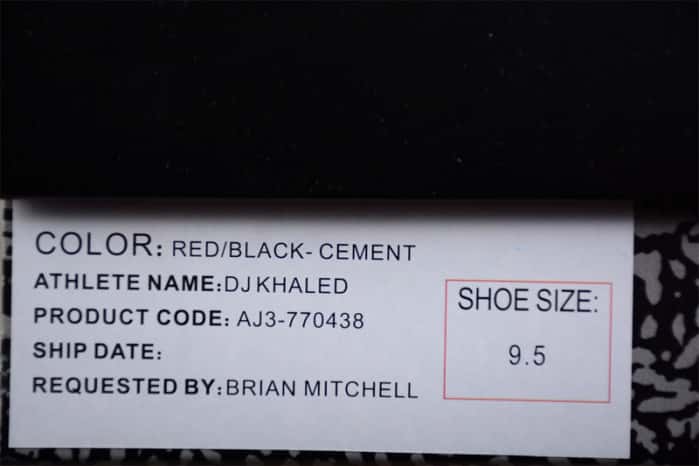 COLOR: RED/BLACK- CEMENT
ATHLETE NAME:DJ KHALED
PRODUCT CODE: AJ3-770438
SHIP DATE:
REQUESTED BY:BRIAN MITCHELL
SHOE SIZE:
9.5